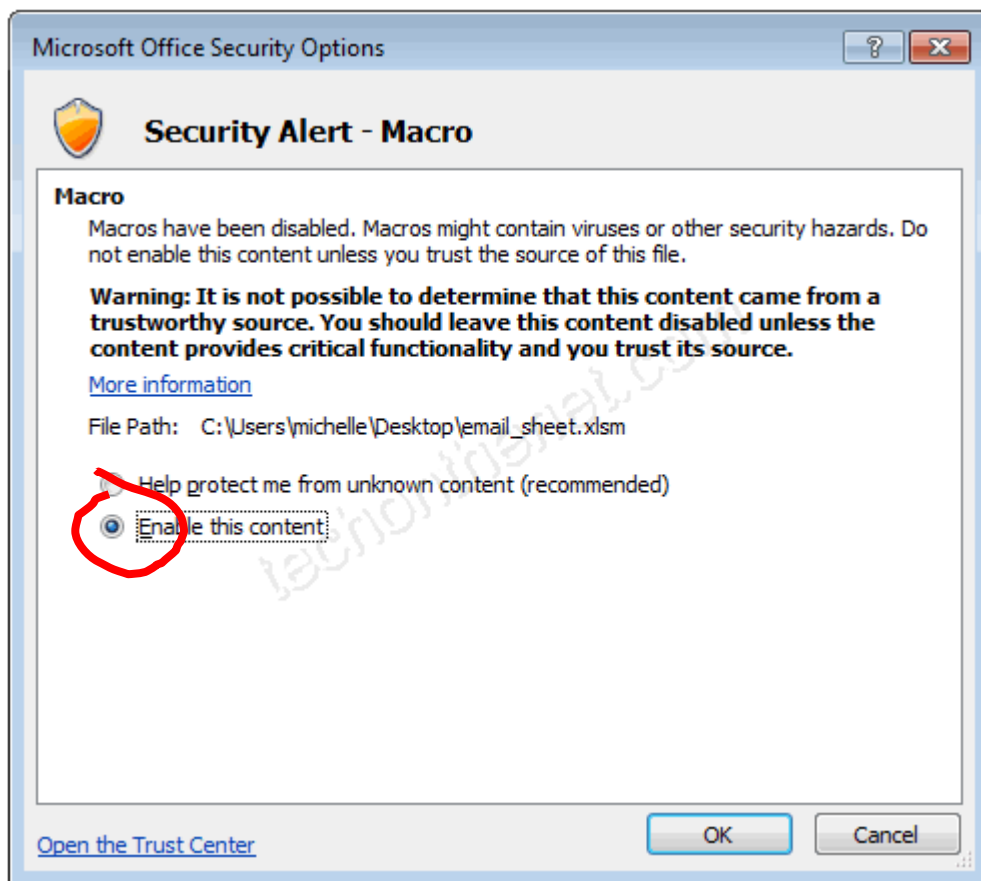 Microsoft Office Security Options
Security Alert - Macro
Macro
Macros have been disabled. Macros might contain viruses or other security hazards. Do
not enable this content unless you trust the source of this file.
Warning: It is not possible to determine that this content came from a
trustworthy source. You should leave this content disabled unless the
content provides critical functionality and you trust its source.
More information
File Path: C:\Users\michelle\Desktop\email_sheet.xlsm
Help protect me from unknown content (recommended)
Enable this content
techonthenet.com
Open the Trust Center
OK
Cancel